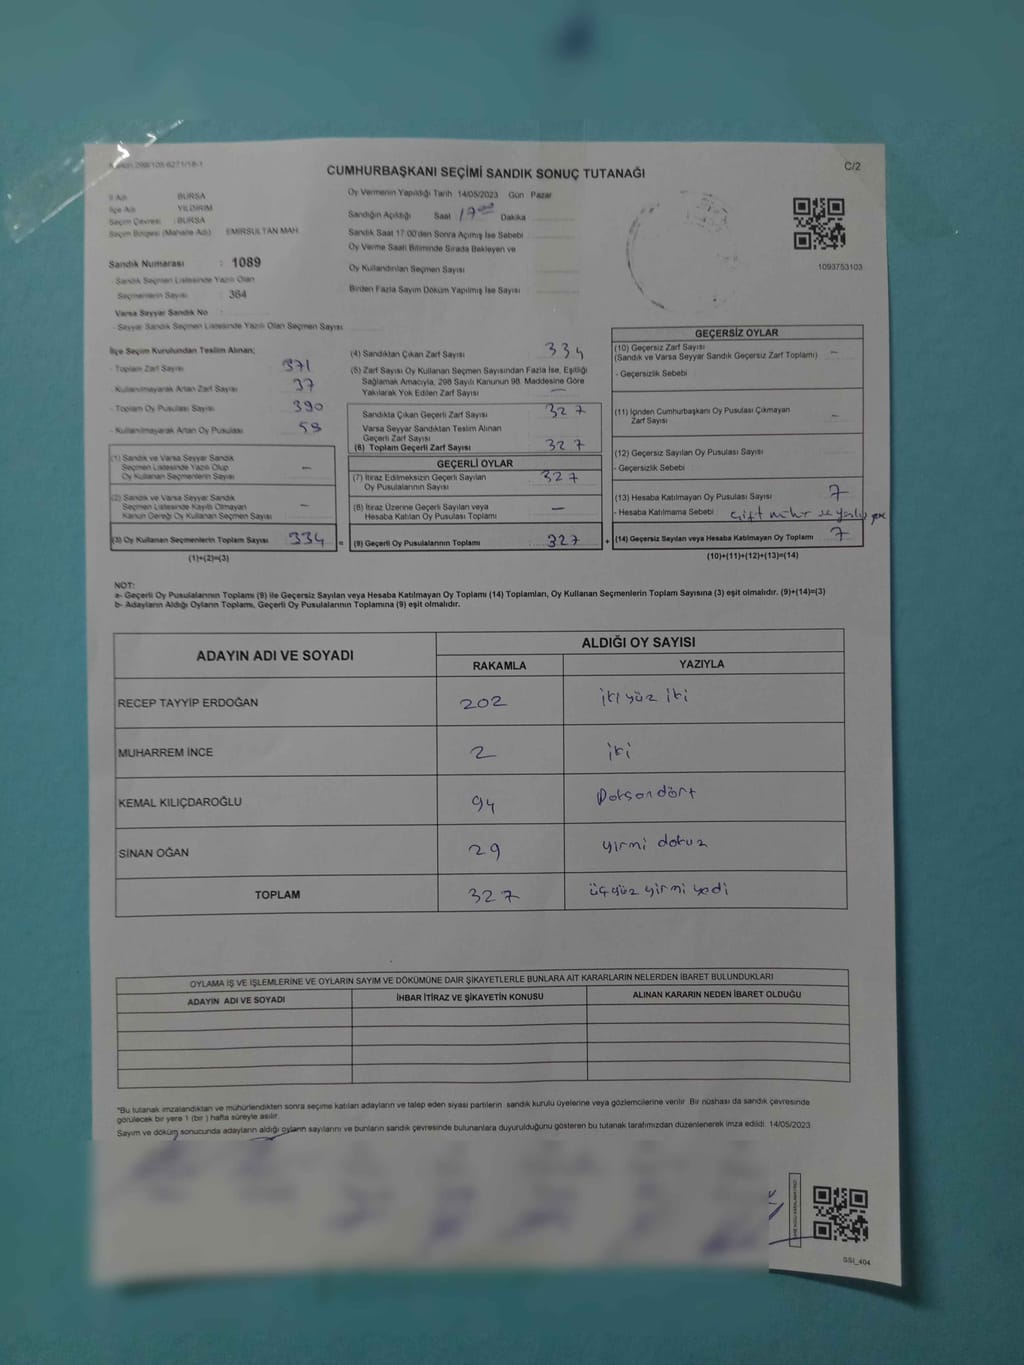 CUMHURBAŞKANI SEÇİMİ SANDIK SONUÇ TUTANAĞI
C/2
İl Adı : BURSA
İlçe Adı : YILDIRIM
Seçim Çevresi : BURSA
Seçim Bölgesi (Mahalle Adı) : EMİRSULTAN MAH.
Sandık Numarası : 1089
- Sandık Seçmen Listesinde Yazılı Olan
Seçmenlerin Sayısı : 364
Varsa Seyyar Sandık No :
- Seyyar Sandık Seçmen Listesinde Yazılı Olan Seçmen Sayısı:
Oy Vermenin Yapıldığı Tarih 14/05/2023 Gün Pazar
Sandığın Açıldığı Saat Dakika
Sandık Saat 17:00'den Sonra Açılmış İse Sebebi
Oy Verme Saati Bitiminde Sırada Bekleyen ve
Oy Kullandırılan Seçmen Sayısı
Birden Fazla Sayım Döküm Yapılmış İse Sayısı
1093753103
İlçe Seçim Kurulundan Teslim Alınan;
- Toplam Zarf Sayısı 371
- Kullanılmayarak Artan Zarf Sayısı 37
- Toplam Oy Pusulası Sayısı 390
- Kullanılmayarak Artan Oy Pusulası
(1) Sandık ve Varsa Seyyar Sandık
Seçmen Listesinde Yazılı Olup
Oy Kullanan Seçmenlerin Sayısı –
(2) Sandık ve Varsa Seyyar Sandık
Seçmen Listesinde Kayıtlı Olmayan
Kanun Gereği Oy Kullanan Seçmen Sayısı –
(3) Oy Kullanan Seçmenlerin Toplam Sayısı 334 =
(1)+(2)=(3)
(4) Sandıktan Çıkan Zarf Sayısı 334
(5) Zarf Sayısı Oy Kullanan Seçmen Sayısından Fazla İse, Eşitliği
Sağlamak Amacıyla, 298 Sayılı Kanunun 98. Maddesine Göre
Yakılarak Yok Edilen Zarf Sayısı –
Sandıkta Çıkan Geçerli Zarf Sayısı 327
Varsa Seyyar Sandıktan Teslim Alınan
Geçerli Zarf Sayısı
(6) Toplam Geçerli Zarf Sayısı 327
GEÇERLİ OYLAR
(7) İtiraz Edilmeksizin Geçerli Sayılan
Oy Pusulalarının Sayısı 327
(8) İtiraz Üzerine Geçerli Sayılan veya
Hesaba Katılan Oy Pusulası Toplamı –
(9) Geçerli Oy Pusulalarının Toplamı 327 +
GEÇERSİZ OYLAR
(10) Geçersiz Zarf Sayısı
(Sandık ve Varsa Seyyar Sandık Geçersiz Zarf Toplamı) –
- Geçersizlik Sebebi
(11) İçinden Cumhurbaşkanı Oy Pusulası Çıkmayan
Zarf Sayısı –
(12) Geçersiz Sayılan Oy Pusulası Sayısı
- Geçersizlik Sebebi
(13) Hesaba Katılmayan Oy Pusulası Sayısı 7
- Hesaba Katılmama Sebebi : çift mühür ve
(14) Geçersiz Sayılan veya Hesaba Katılmayan Oy Toplamı 7
(10)+(11)+(12)+(13)=(14)
NOT:
a- Geçerli Oy Pusulalarının Toplamı (9) ile Geçersiz Sayılan veya Hesaba Katılmayan Oy Toplamı (14) Toplamları, Oy Kullanan Seçmenlerin Toplam Sayısına (3) eşit olmalıdır. (9)+(14)=(3)
b- Adayların Aldığı Oyların Toplamı, Geçerli Oy Pusulalarının Toplamına (9) eşit olmalıdır.
ADAYIN ADI VE SOYADI ALDIĞI OY SAYISI
RAKAMLA YAZIYLA
RECEP TAYYİP ERDOĞAN 202 iki yüz iki
MUHARREM İNCE 2 iki
KEMAL KILIÇDAROĞLU 94 Doksandört
SİNAN OĞAN 29 yirmi dokuz
TOPLAM 327 üçyüz yirmi yedi
OYLAMA İŞ VE İŞLEMLERİNE VE OYLARIN SAYIM VE DÖKÜMÜNE DAİR ŞİKAYETLERLE BUNLARA AİT KARARLARIN NELERDEN İBARET BULUNDUKLARI
ADAYIN ADI VE SOYADI İHBAR İTİRAZ VE ŞİKAYETİN KONUSU ALINAN KARARIN NEDEN İBARET OLDUĞU
*Bu tutanak imzalandıktan ve mühürlendikten sonra seçime katılan adayların ve talep eden siyasi partilerin sandık kurulu üyelerine veya gözlemcilerine verilir. Bir nüshası da sandık çevresinde
görülecek bir yere 1 (bir ) hafta süreyle asılır.
Sayım ve döküm sonucunda adayların aldığı oyların sayılarını ve bunların sandık çevresinde bulunanlara duyurulduğunu gösteren bu tutanak tarafımızdan düzenlenerek imza edildi. 14/05/2023
GSI_404